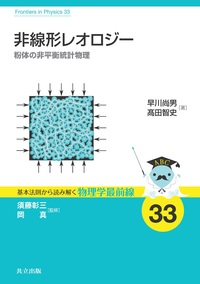 Frontiers in Physics 33
非線形レオロジー
粉体の非平衡統計物理
早川尚男
髙田智史
[著]
ABC
基本法則から読み解く物理学最前線
須藤彰三
岡 真
[監修]
33
共立出版